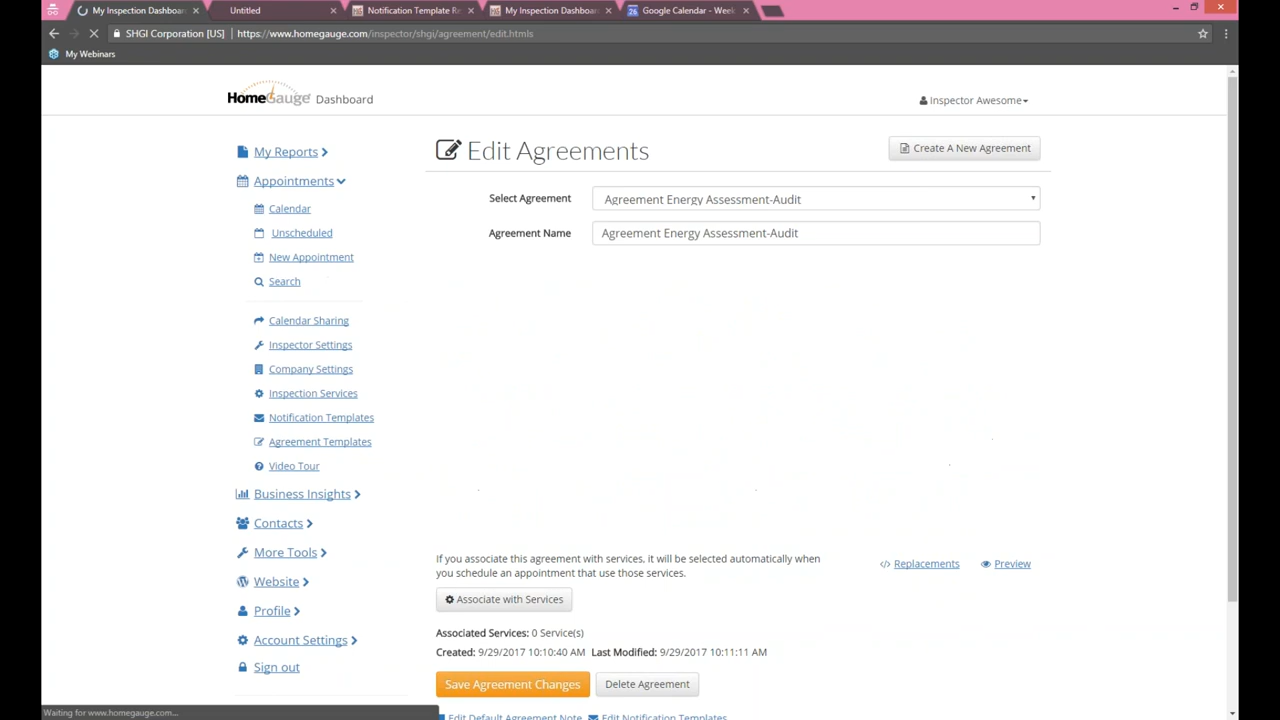 My Inspection Dashboar
Untitled
Notification Template Re
My Inspection Dashboard
26 Google Calendar - Week
SHGI Corporation [US] https://www.homegauge.com/inspector/shgi/agreement/edit.htmls
My Webinars
HomeGauge Dashboard
Inspector Awesome
My Reports
Edit Agreements
Create A New Agreement
Appointments
Select Agreement Agreement Energy Assessment-Audit
Calendar
Unscheduled
Agreement Name Agreement Energy Assessment-Audit
New Appointment
Search
Calendar Sharing
Inspector Settings
Company Settings
Inspection Services
Notification Templates
Agreement Templates
Video Tour
Business Insights
Contacts
More Tools
Website
Profile
Account Settings
Sign out
If you associate this agreement with services, it will be selected automatically when
you schedule an appointment that use those services.
Replacements
Preview
Associate with Services
Associated Services: 0 Service(s)
Created: 9/29/2017 10:10:40 AM Last Modified: 9/29/2017 10:11:11 AM
Save Agreement Changes
Delete Agreement
Edit Default Agreement Note
Edit Notification Templates
Waiting for www.homegauge.com...